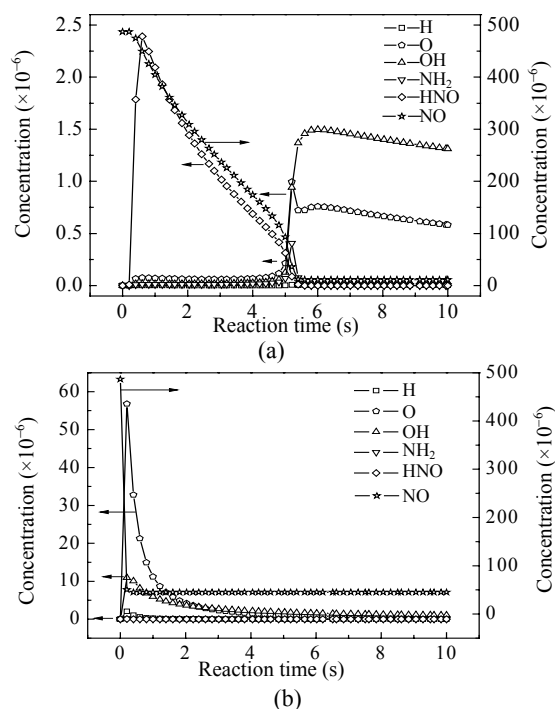 2.5
2.0
1.5
1.0
0.5
0.0
Concentration (×10⁻⁶)
H
O
OH
NH₂
HNO
NO
500
400
300
200
100
0
Concentration (×10⁻⁶)
0 2 4 6 8 10
Reaction time (s)
(a)
60
50
40
30
20
10
0
Concentration (×10⁻⁶)
H
O
OH
NH₂
HNO
NO
500
400
300
200
100
0
Concentration (×10⁻⁶)
0 2 4 6 8 10
Reaction time (s)
(b)